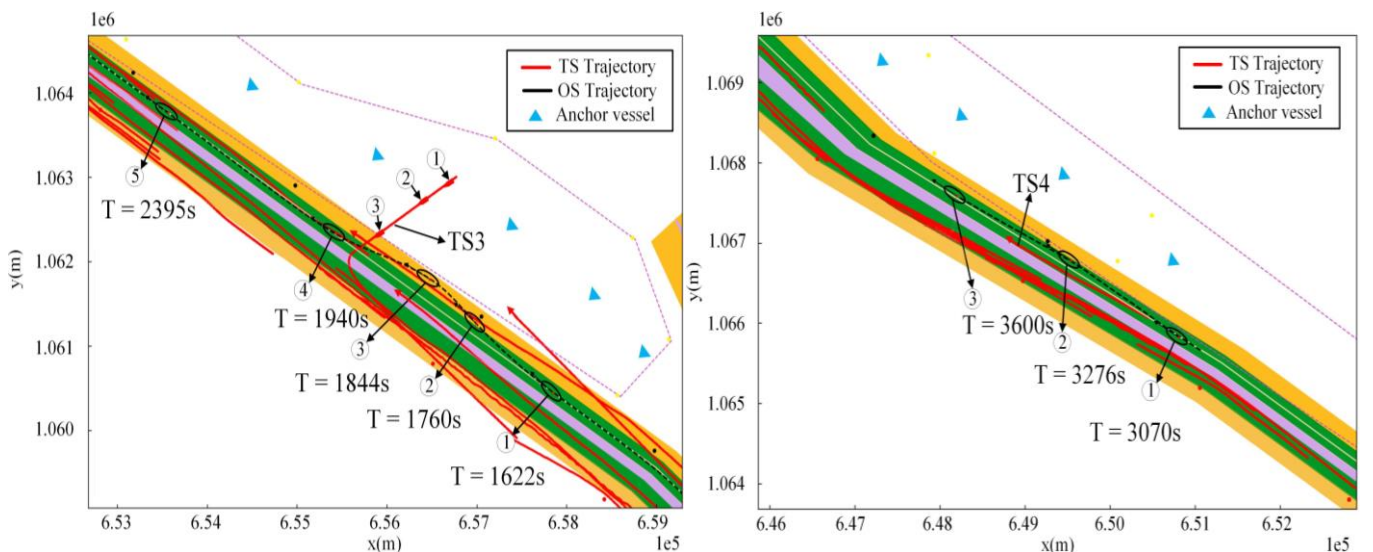 1e6
TS Trajectory
OS Trajectory
Anchor vessel
1.064
1.063
1.062
1.061
1.060
y(m)
①
②
③
TS3
⑤
T = 2395s
④
T = 1940s
③
T = 1844s
②
T = 1760s
①
T = 1622s
6.53
6.54
6.55
6.56
6.57
6.58
6.59
x(m)
1e5
1e6
TS Trajectory
OS Trajectory
Anchor vessel
1.069
1.068
1.067
1.066
1.065
1.064
y(m)
TS4
③
T = 3600s
②
T = 3276s
①
T = 3070s
6.46
6.47
6.48
6.49
6.50
6.51
6.52
x(m)
1e5